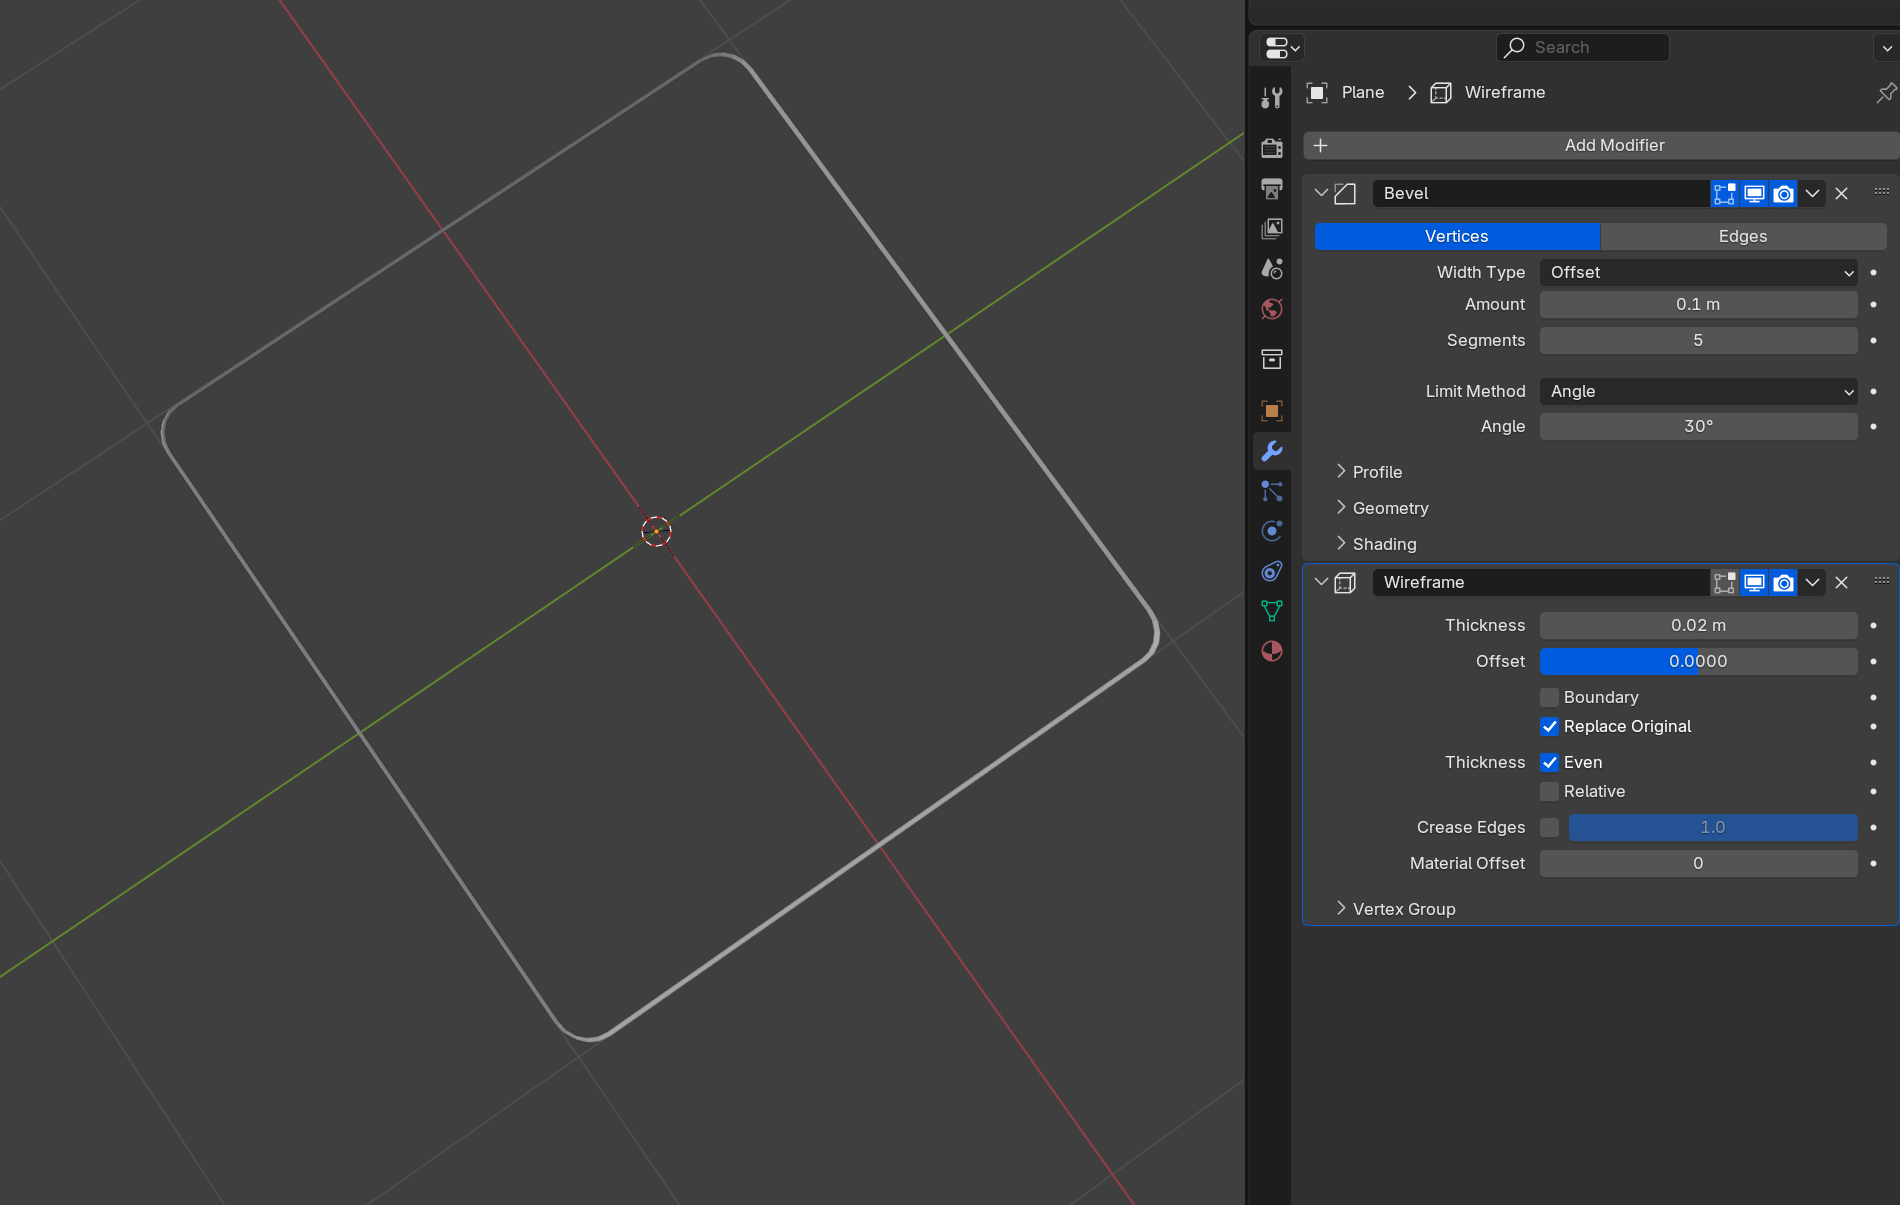 Search
Plane Wireframe
Add Modifier
Bevel
Vertices Edges
Width Type Offset
Amount 0.1 m
Segments 5
Limit Method Angle
Angle 30°
Profile
Geometry
Shading
Wireframe
Thickness 0.02 m
Offset 0.0000
Boundary
Replace Original
Thickness Even
Relative
Crease Edges 1.0
Material Offset 0
Vertex Group